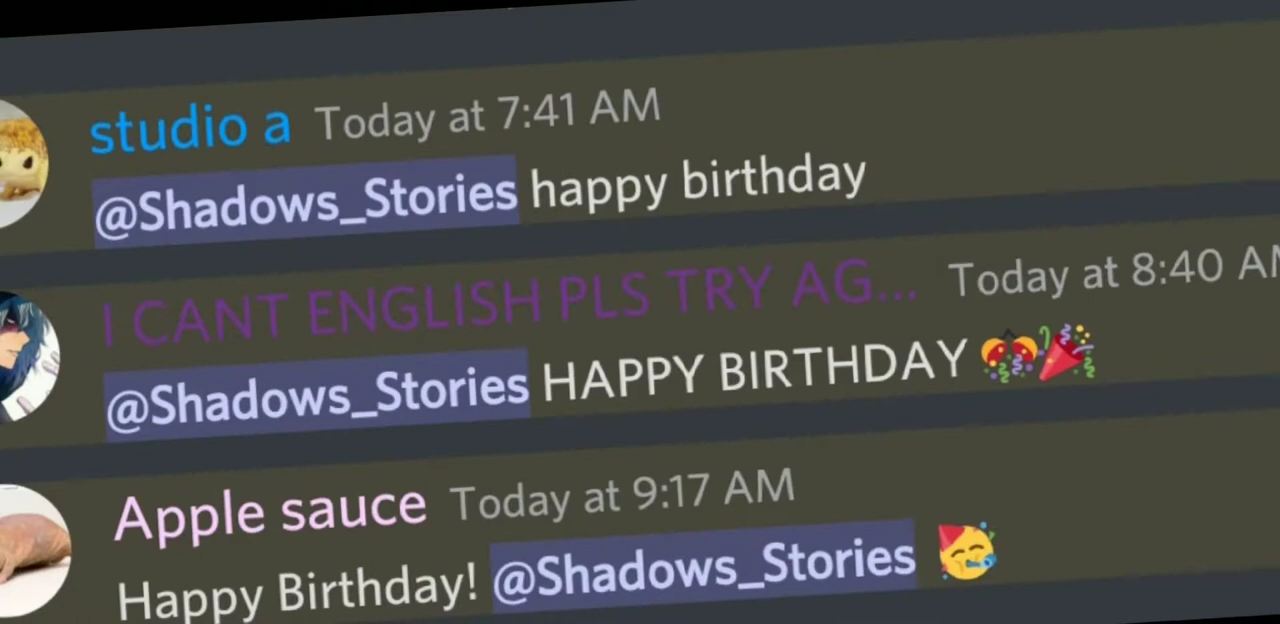 studio a Today at 7:41 AM
@Shadows_Stories happy birthday
I CANT ENGLISH PLS TRY AG... Today at 8:40 AM
@Shadows_Stories HAPPY BIRTHDAY 🎊🎉
Apple sauce Today at 9:17 AM
Happy Birthday! @Shadows_Stories 🥳